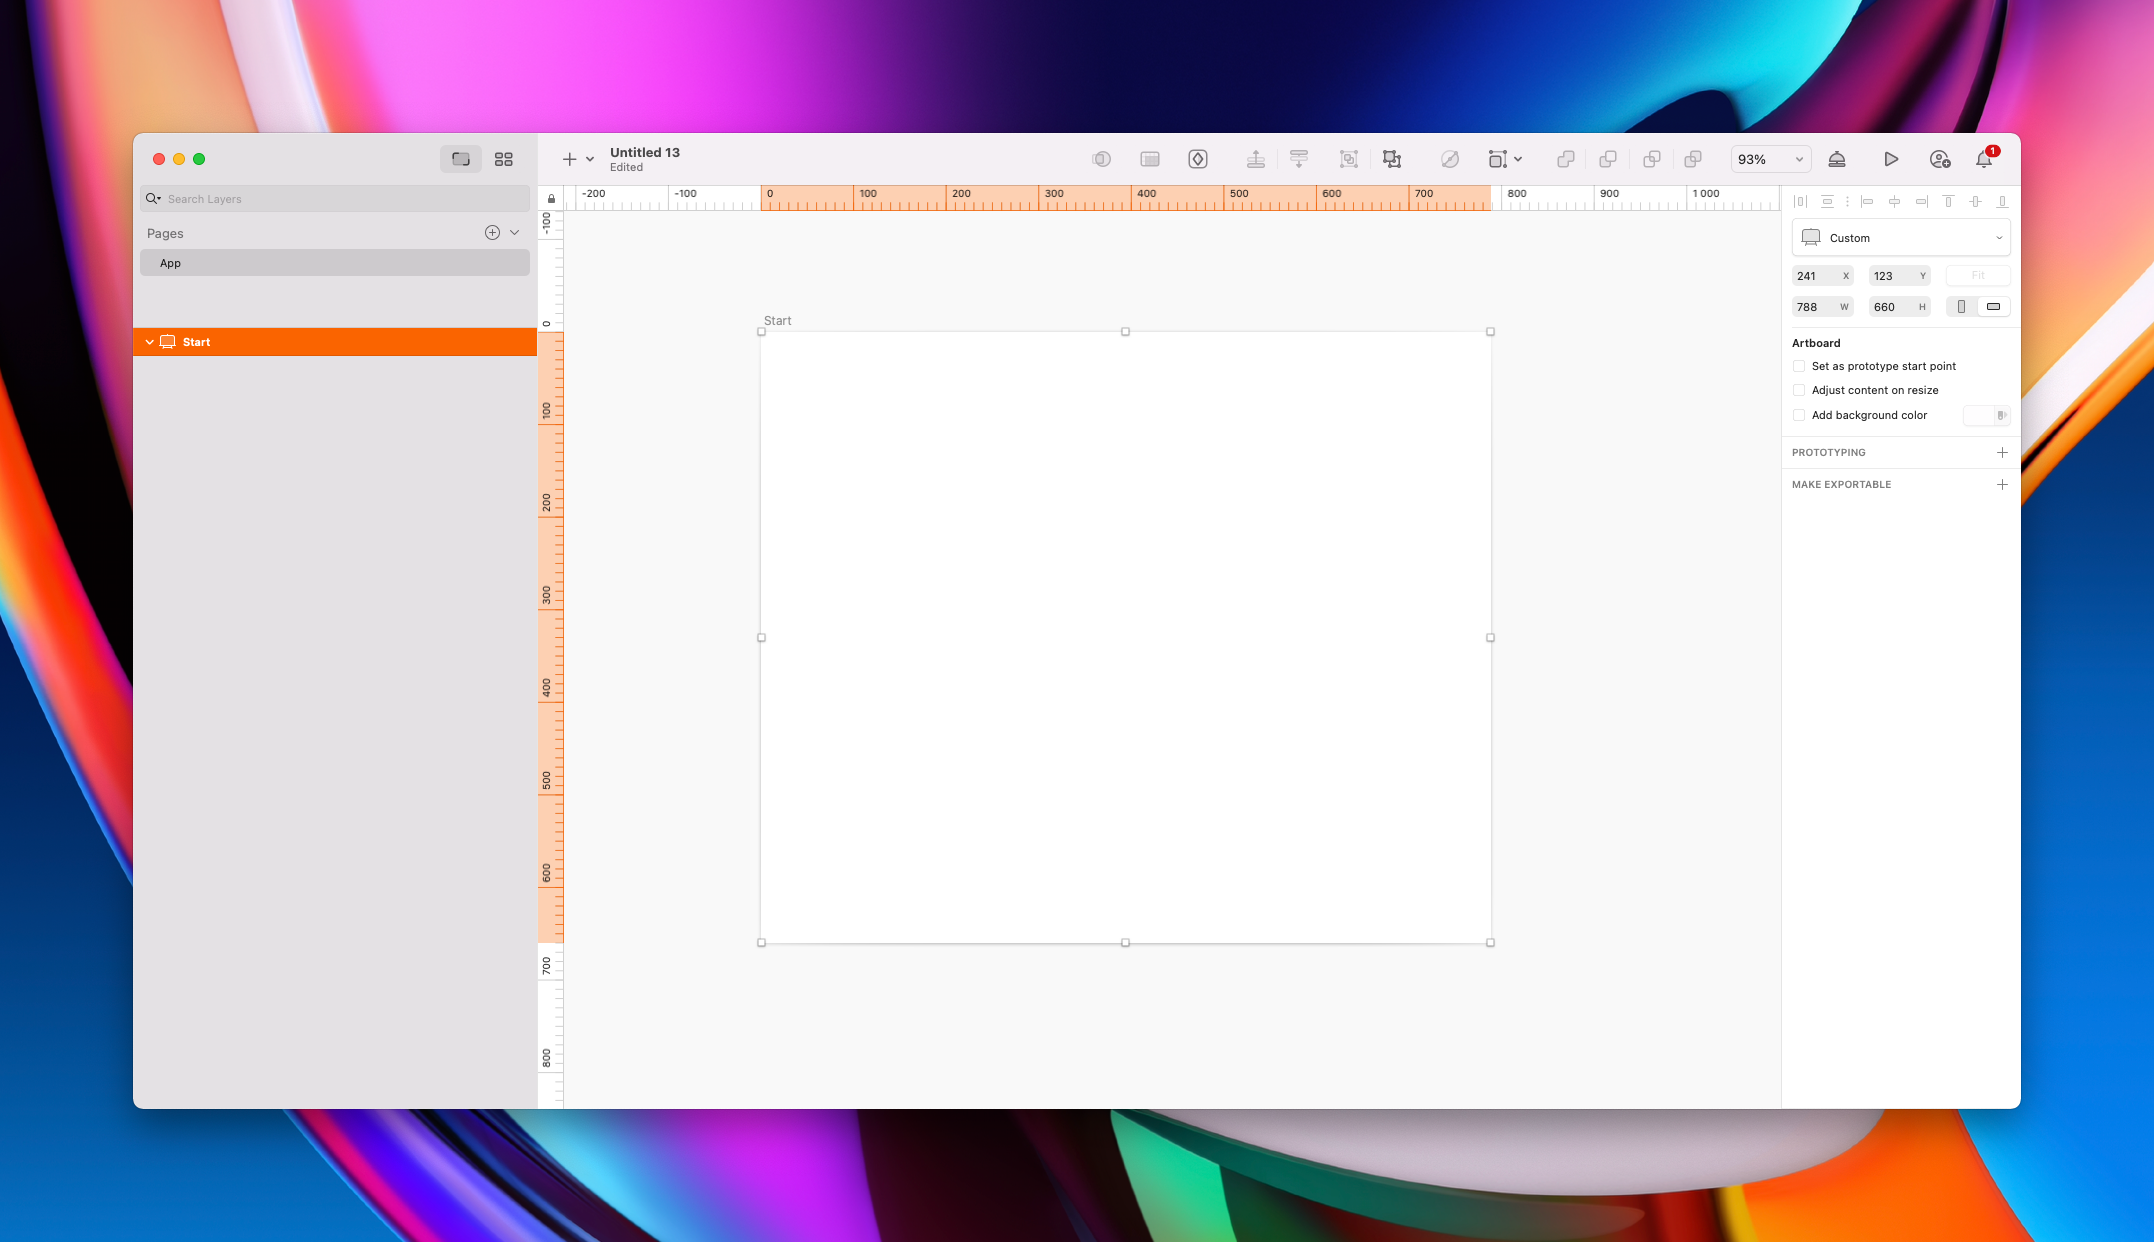 Untitled 13
Edited
93%
1
Search Layers
Pages
App
Start
-200 -100 0 100 200 300 400 500 600 700 800 900 1 000
-100
0
100
200
300
400
500
600
700
800
Start
Custom
241 X 123 Y Fit
788 W 660 H
Artboard
Set as prototype start point
Adjust content on resize
Add background color
PROTOTYPING
MAKE EXPORTABLE